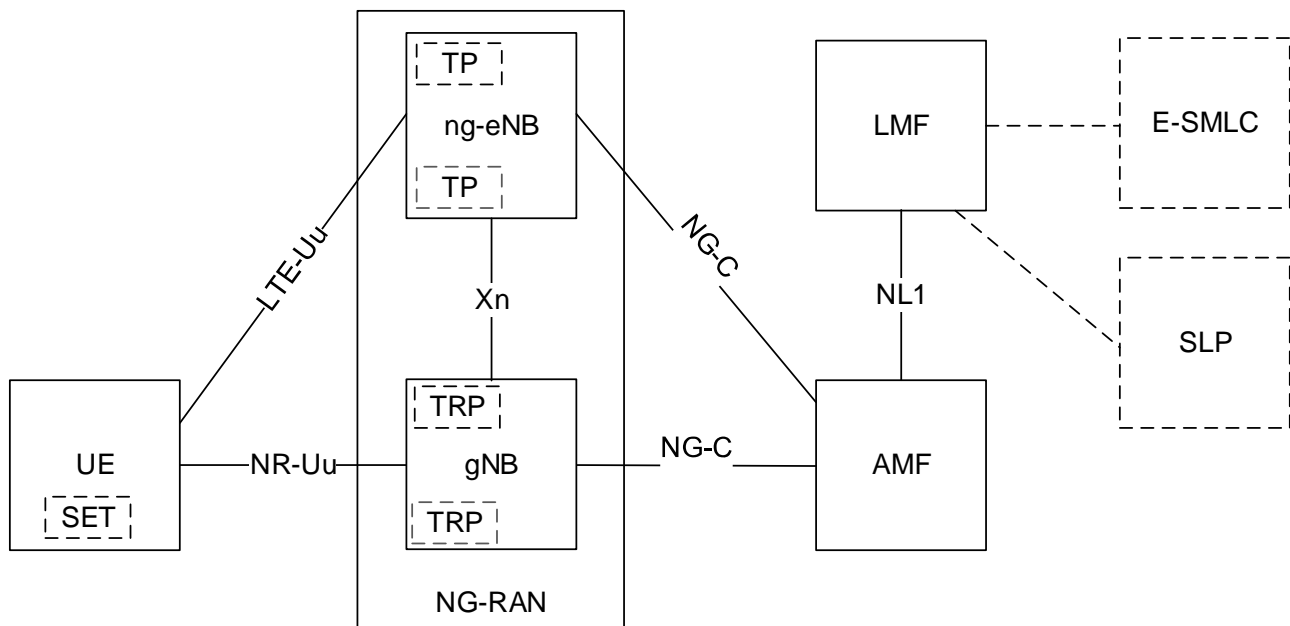 TP
ng-eNB
TP
LMF
E-SMLC
LTE-Uu
Xn
NG-C
NL1
SLP
UE
SET
NR-Uu
TRP
gNB
TRP
NG-C
AMF
NG-RAN